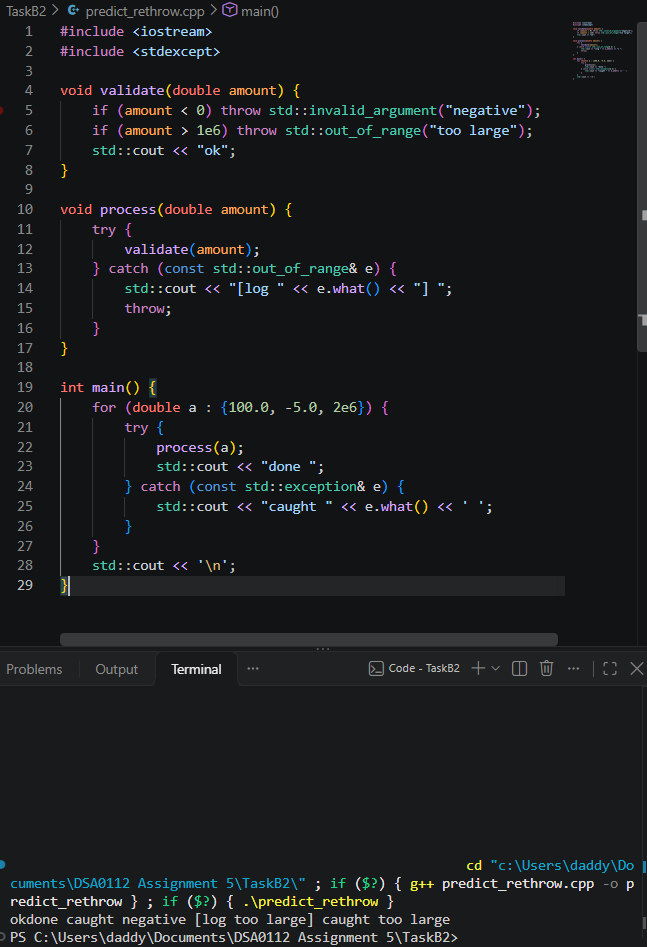 TaskB2 > predict_rethrow.cpp > main()
1 #include <iostream>
2 #include <stdexcept>
3
4 void validate(double amount) {
5     if (amount < 0) throw std::invalid_argument("negative");
6     if (amount > 1e6) throw std::out_of_range("too large");
7     std::cout << "ok";
8 }
9
10 void process(double amount) {
11     try {
12         validate(amount);
13     } catch (const std::out_of_range& e) {
14         std::cout << "[log " << e.what() << "] ";
15         throw;
16     }
17 }
18
19 int main() {
20     for (double a : {100.0, -5.0, 2e6}) {
21         try {
22             process(a);
23             std::cout << "done ";
24         } catch (const std::exception& e) {
25             std::cout << "caught " << e.what() << ' ';
26         }
27     }
28     std::cout << '\n';
29 }
Problems Output Terminal ··· Code - TaskB2 ···
cd "c:\Users\daddy\Do
cuments\DSA0112 Assignment 5\TaskB2\" ; if ($?) { g++ predict_rethrow.cpp -o p
redict_rethrow } ; if ($?) { .\predict_rethrow }
okdone caught negative [log too large] caught too large
PS C:\Users\daddy\Documents\DSA0112 Assignment 5\TaskB2>